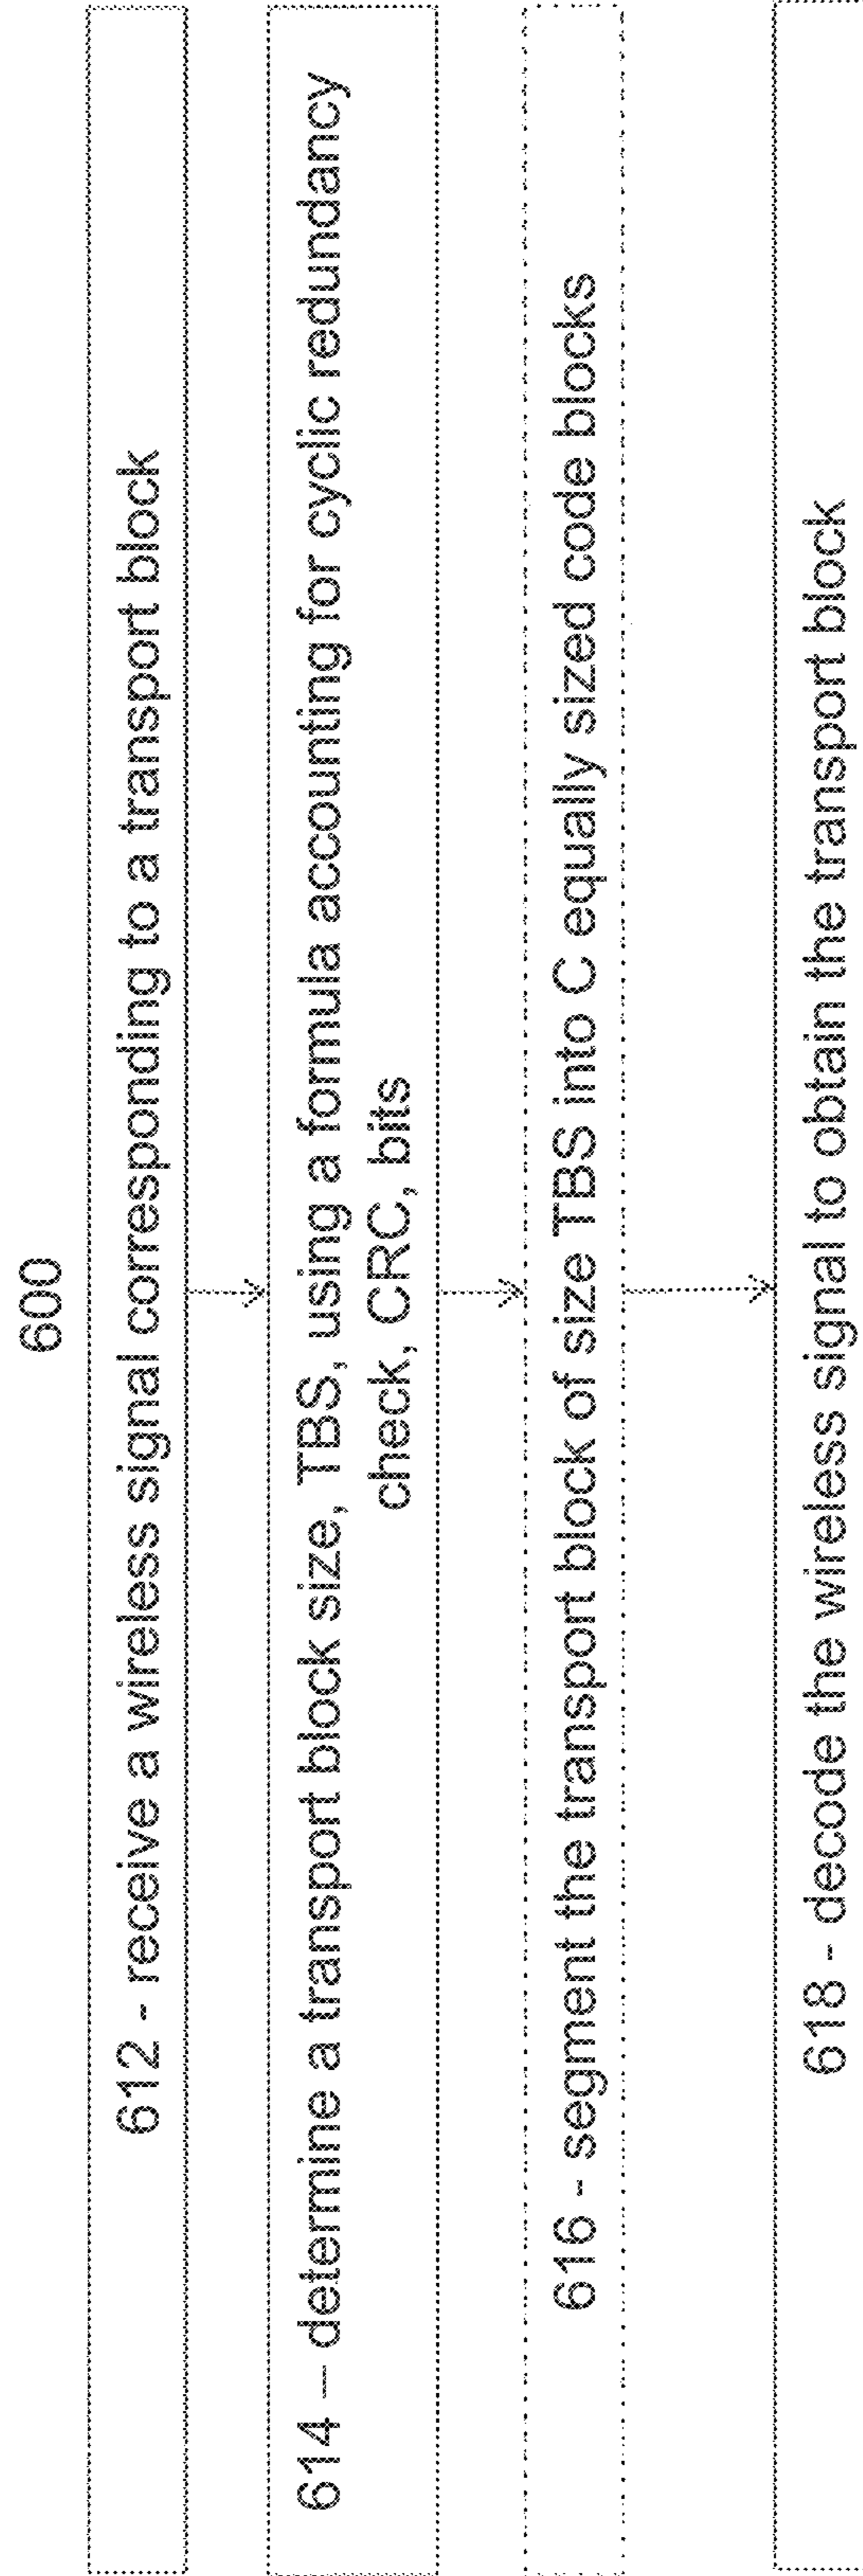 600
612 - receive a wireless signal corresponding to a transport block
614 – determine a transport block size, TBS, using a formula accounting for cyclic redundancy
check, CRC, bits
616 - segment the transport block of size TBS into C equally sized code blocks
618 - decode the wireless signal to obtain the transport block